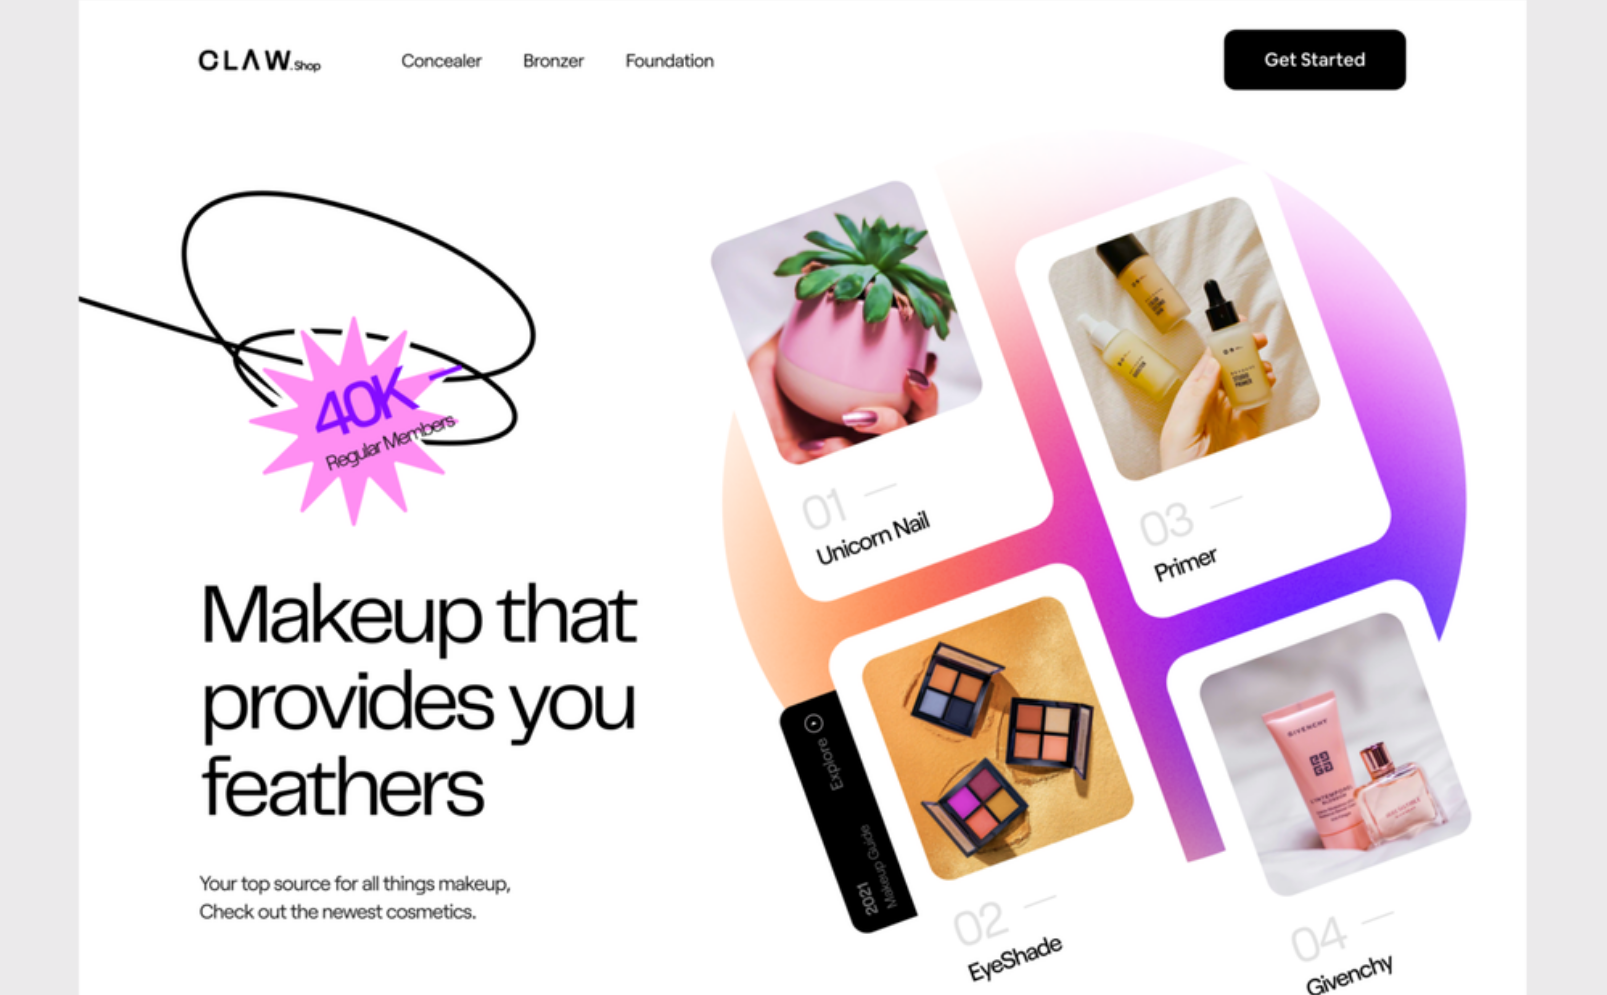 CLAW.Shop
Concealer
Bronzer
Foundation
Get Started
40K
Regular Members
Makeup that
provides you
feathers
Your top source for all things makeup,
Check out the newest cosmetics.
01
Unicorn Nail
03
Primer
Explore
2021
Makeup Guide
02
EyeShade
GIVENCHY
04
Givenchy